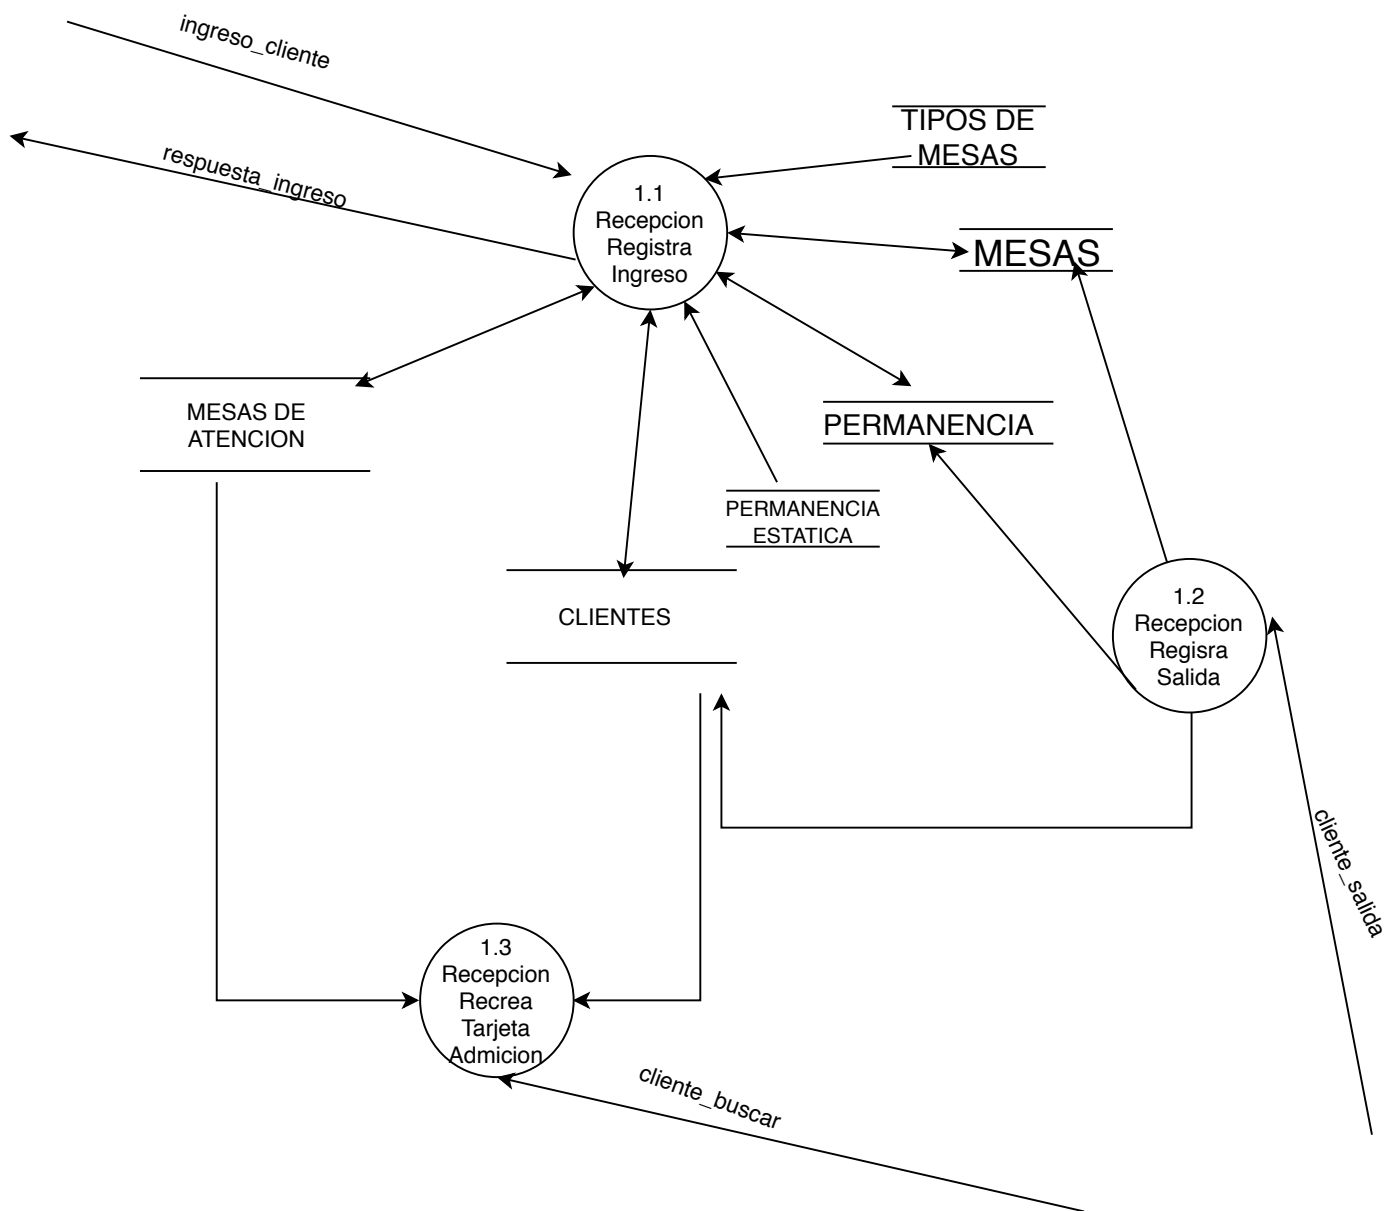 ingreso_cliente
respuesta_ingreso
TIPOS DE
MESAS
1.1
Recepcion
Registra
Ingreso
MESAS
MESAS DE
ATENCION
PERMANENCIA
PERMANENCIA
ESTATICA
CLIENTES
1.2
Recepcion
Regisra
Salida
cliente_salida
1.3
Recepcion
Recrea
Tarjeta
Admicion
cliente_buscar